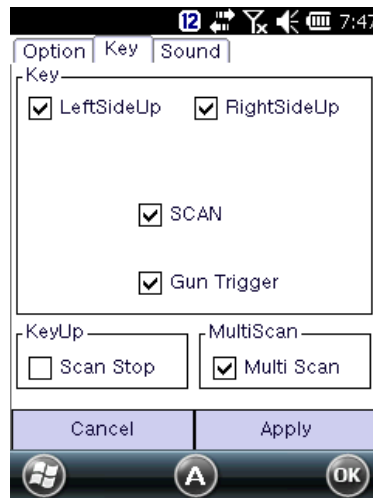 12 7:47
Option Key Sound
Key
LeftSideUp RightSideUp
SCAN
Gun Trigger
KeyUp MultiScan
Scan Stop Multi Scan
Cancel Apply
A OK